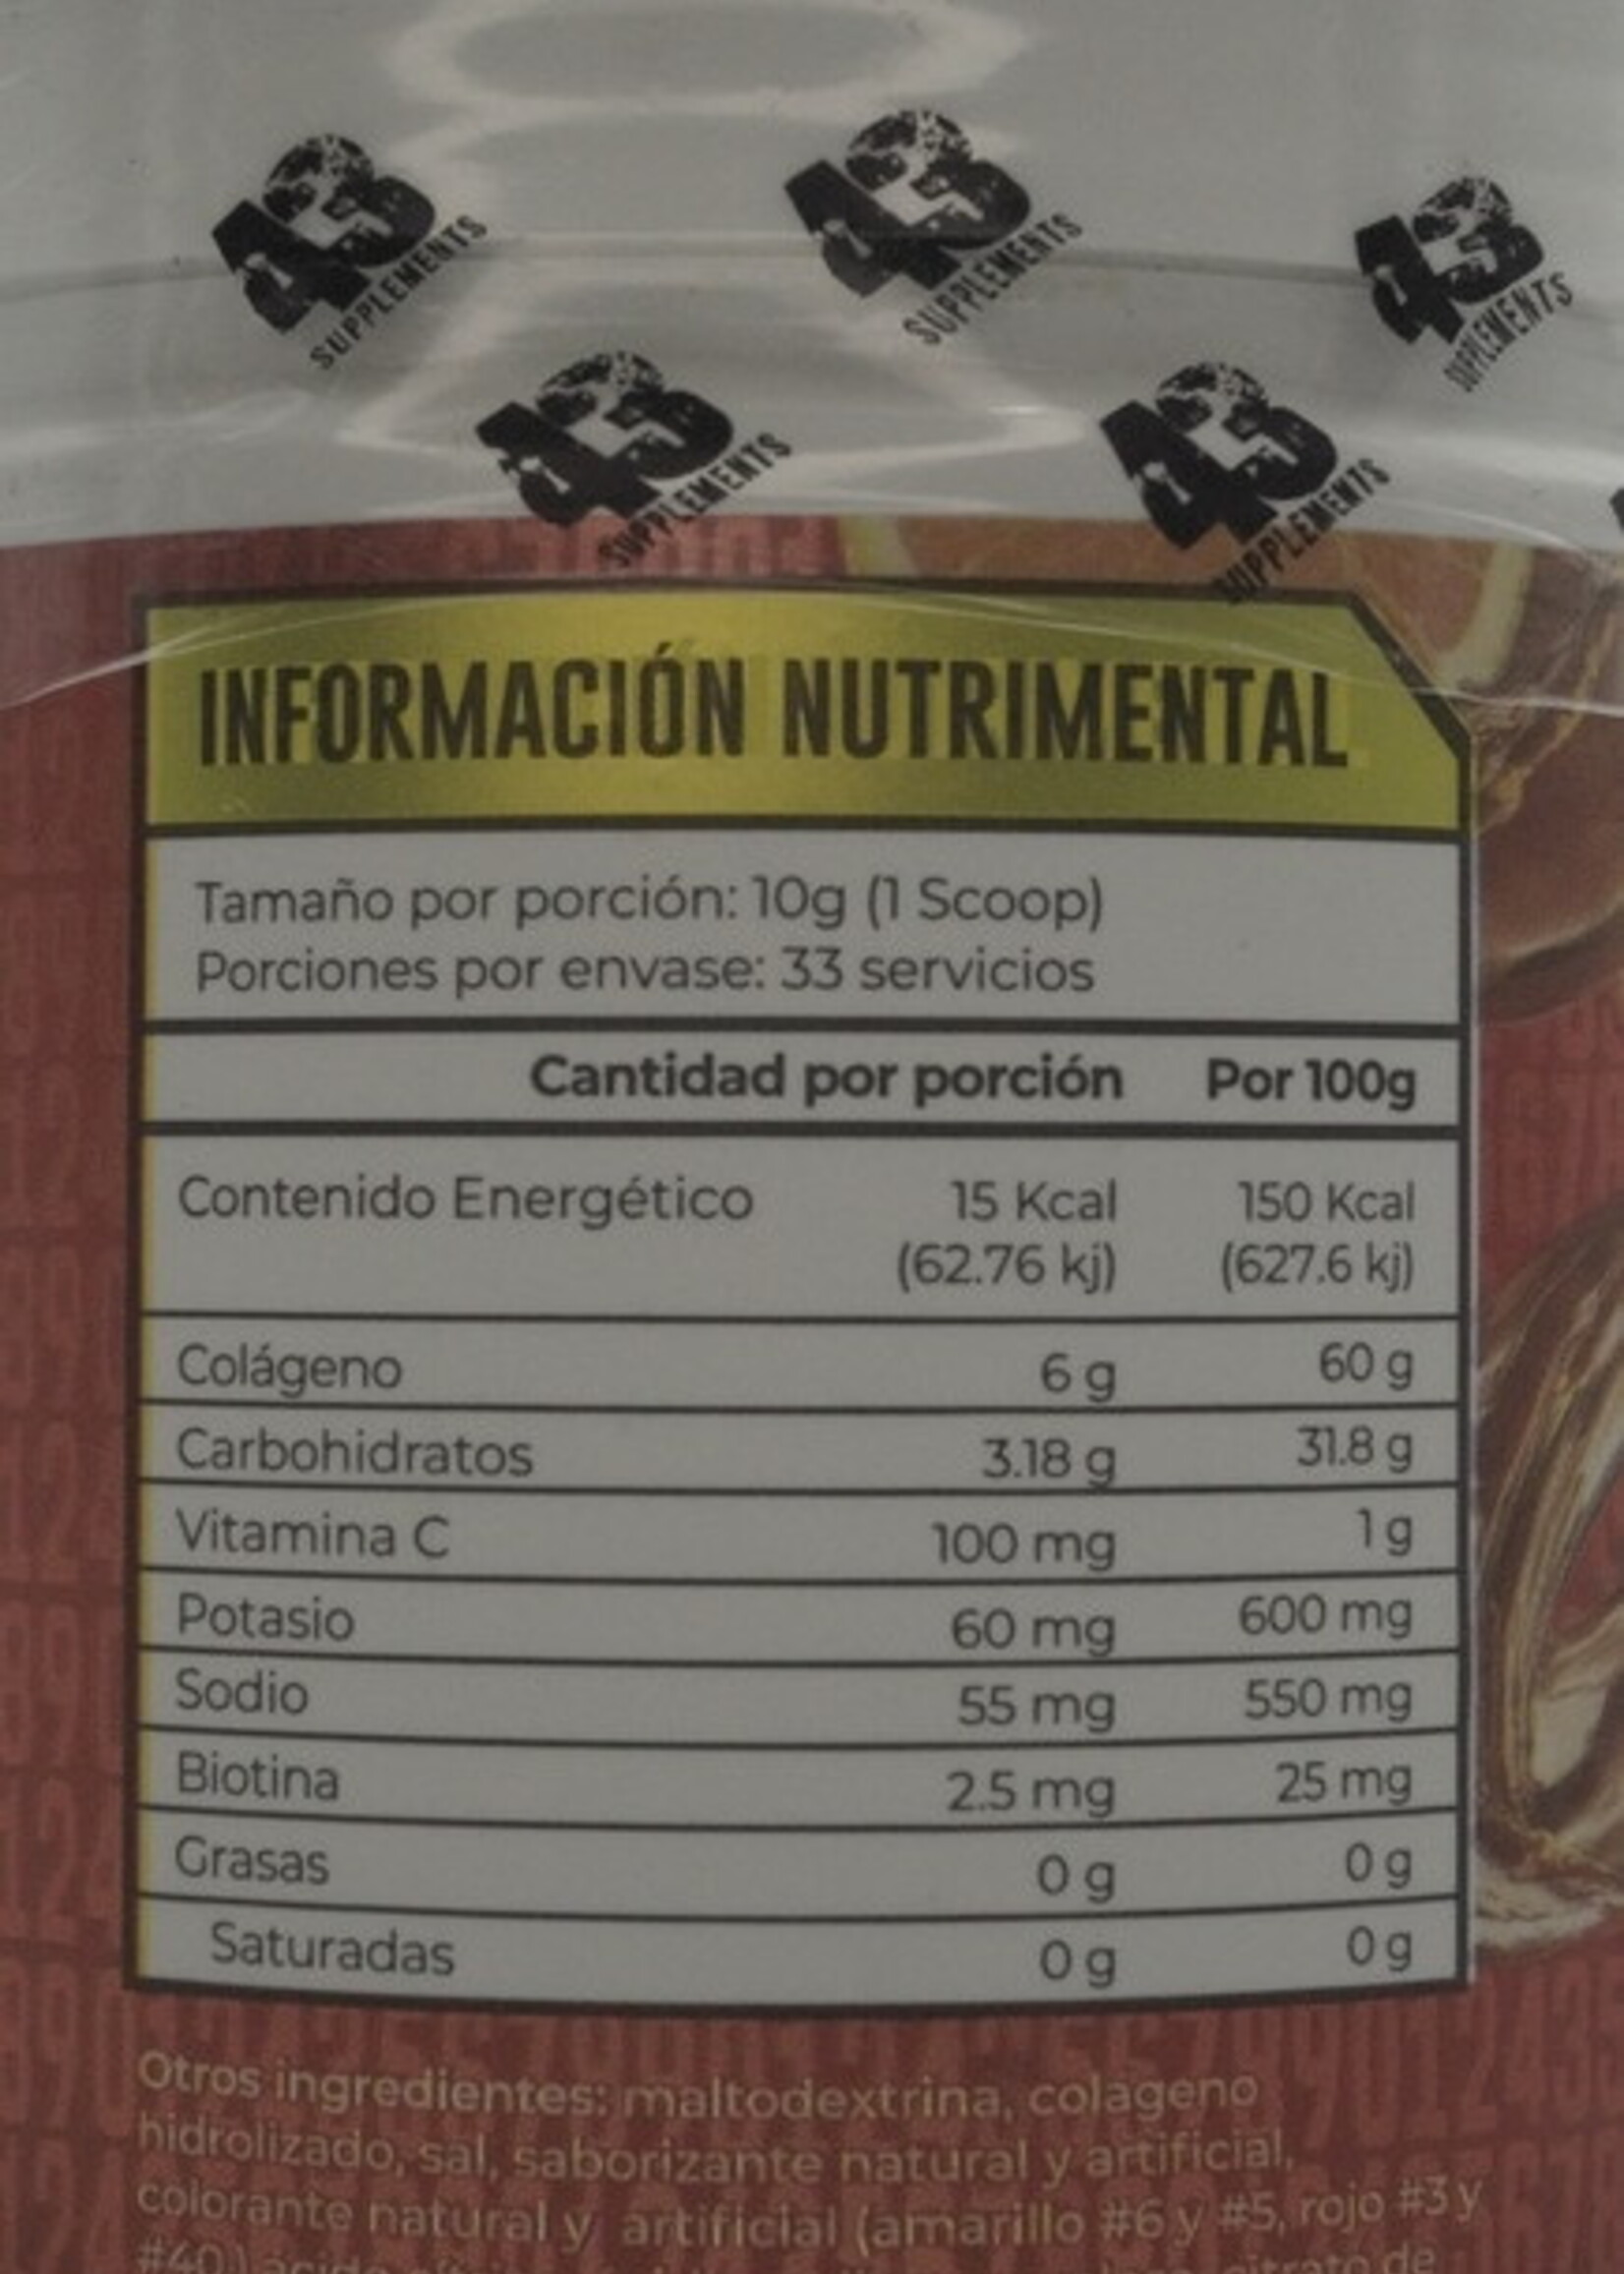 43 SUPPLEMENTS
43 SUPPLEMENTS
43 SUPPLEMENTS
43 SUPPLEMENTS
43 SUPPLEMENTS
INFORMACIÓN NUTRIMENTAL
Tamaño por porción: 10g (1 Scoop)
Porciones por envase: 33 servicios
Cantidad por porción Por 100g
Contenido Energético 15 Kcal 150 Kcal
(62.76 kj) (627.6 kj)
Colágeno 6 g 60 g
Carbohidratos 3.18 g 31.8 g
Vitamina C 100 mg 1 g
Potasio 60 mg 600 mg
Sodio 55 mg 550 mg
Biotina 2.5 mg 25 mg
Grasas 0 g 0 g
Saturadas 0 g 0 g
Otros ingredientes: maltodextrina, colageno
hidrolizado, sal, saborizante natural y artificial,
colorante natural y artificial (amarillo #6 y #5, rojo #3 y
#40,) citrato de